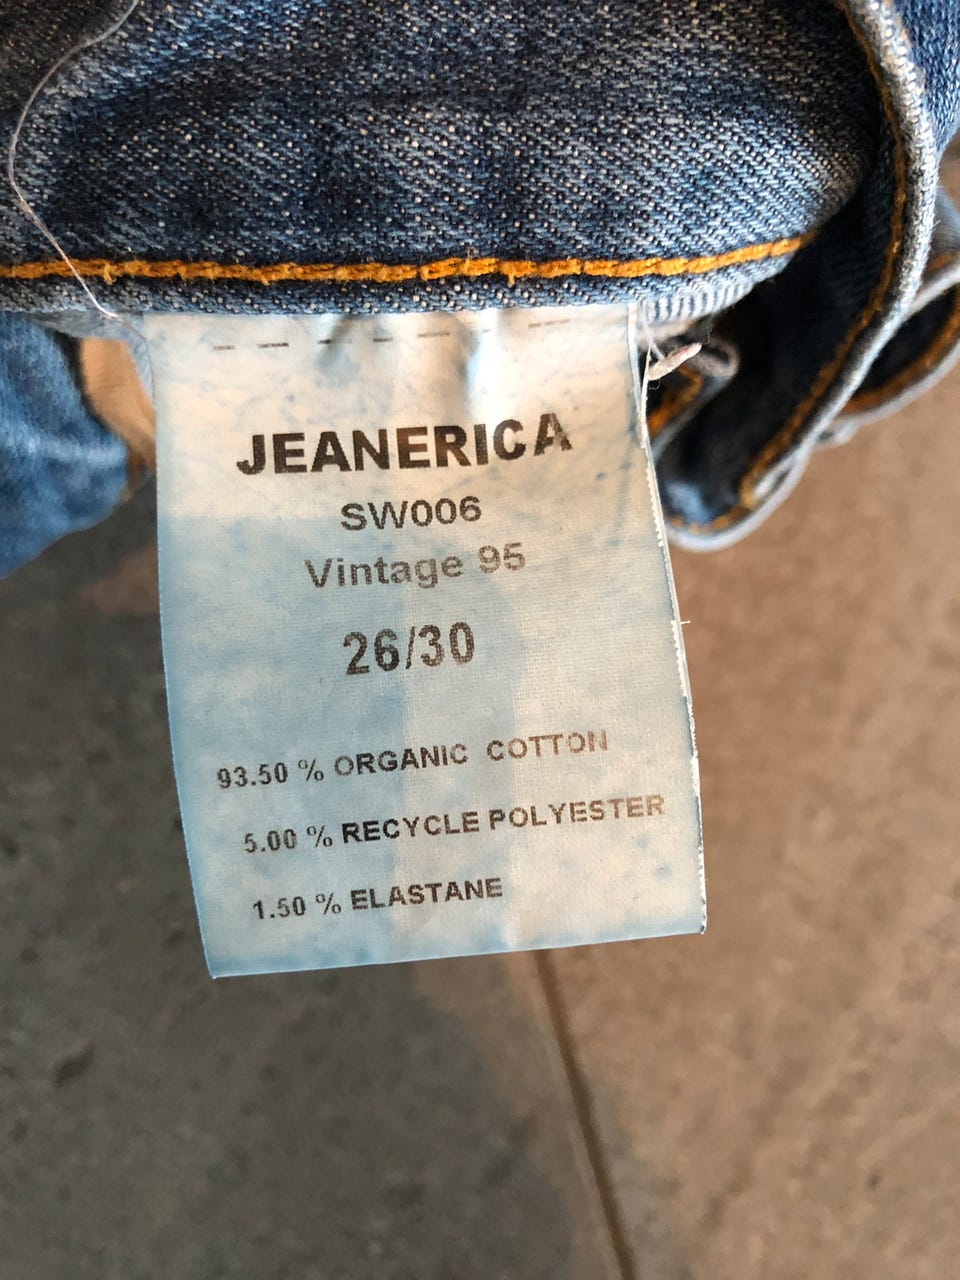 JEANERICA
SW006
Vintage 95
26/30
93.50 % ORGANIC COTTON
5.00 % RECYCLE POLYESTER
1.50 % ELASTANE